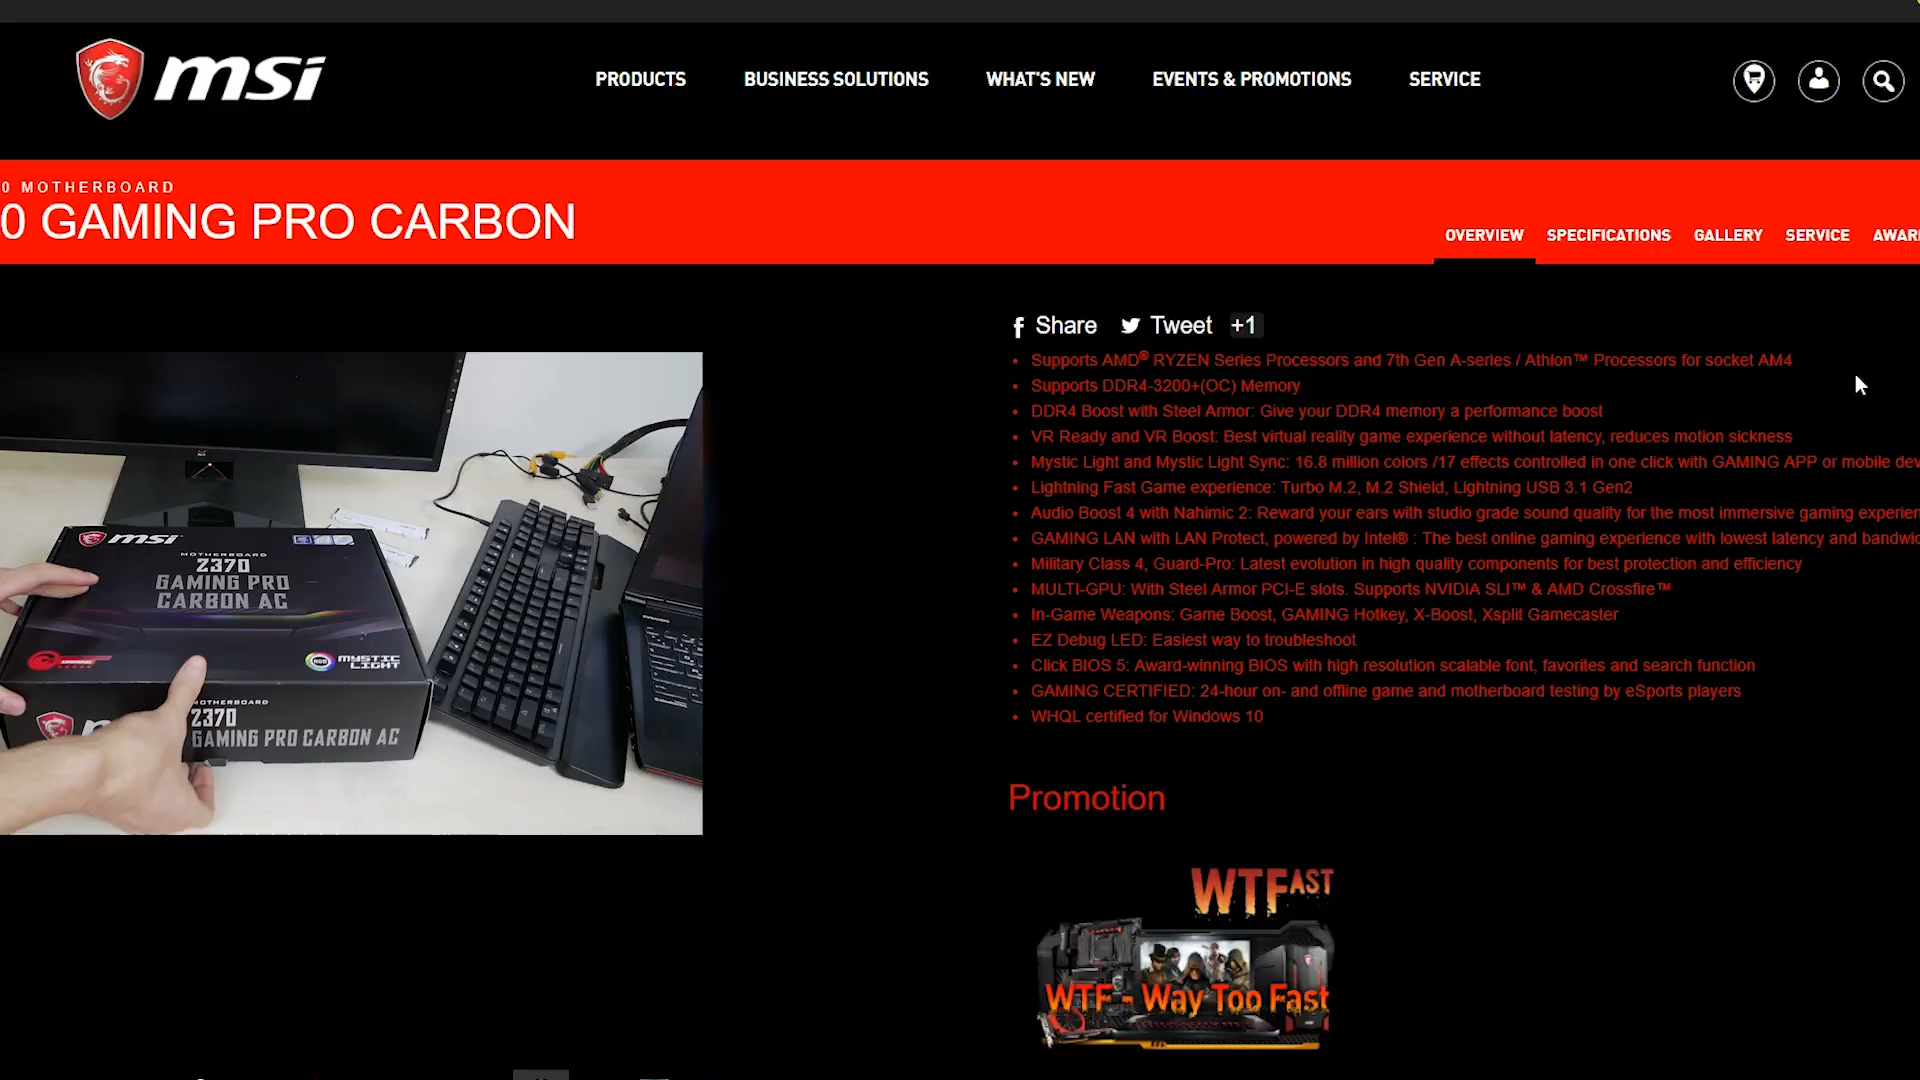 msi
PRODUCTS
BUSINESS SOLUTIONS
WHAT'S NEW
EVENTS & PROMOTIONS
SERVICE
0 MOTHERBOARD
0 GAMING PRO CARBON
OVERVIEW
SPECIFICATIONS
GALLERY
SERVICE
AWAR
Share
Tweet
+1
Supports AMD® RYZEN Series Processors and 7th Gen A-series / Athlon™ Processors for socket AM4
Supports DDR4-3200+(OC) Memory
DDR4 Boost with Steel Armor: Give your DDR4 memory a performance boost
VR Ready and VR Boost: Best virtual reality game experience without latency, reduces motion sickness
Mystic Light and Mystic Light Sync: 16.8 million colors /17 effects controlled in one click with GAMING APP or mobile dev
Lightning Fast Game experience: Turbo M.2, M.2 Shield, Lightning USB 3.1 Gen2
Audio Boost 4 with Nahimic 2: Reward your ears with studio grade sound quality for the most immersive gaming experien
GAMING LAN with LAN Protect, powered by Intel® : The best online gaming experience with lowest latency and bandwid
Military Class 4, Guard-Pro: Latest evolution in high quality components for best protection and efficiency
MULTI-GPU: With Steel Armor PCI-E slots. Supports NVIDIA SLI™ & AMD Crossfire™
In-Game Weapons: Game Boost, GAMING Hotkey, X-Boost, Xsplit Gamecaster
EZ Debug LED: Easiest way to troubleshoot
Click BIOS 5: Award-winning BIOS with high resolution scalable font, favorites and search function
GAMING CERTIFIED: 24-hour on- and offline game and motherboard testing by eSports players
WHQL certified for Windows 10
Promotion
WTFAST
WTF - Way Too Fast
msi
MOTHERBOARD
Z370
GAMING PRO
CARBON AC
RGB
MYSTIC
LIGHT
MOTHERBOARD
Z370
GAMING PRO CARBON AC